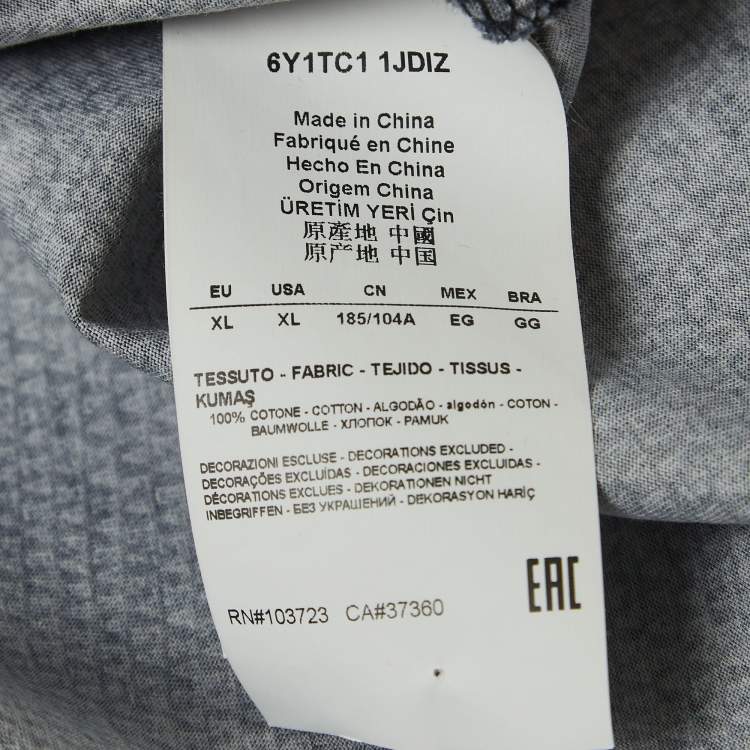 6Y1TC1 1JDIZ
Made in China
Fabriqué en Chine
Hecho En China
Origem China
ÜRETİM YERİ Çin
原產地 中國
原产地 中国
EU USA CN MEX BRA
XL XL 185/104A EG GG
TESSUTO - FABRIC - TEJIDO - TISSUS -
KUMAŞ
100% COTONE - COTTON - ALGODÃO - algodón - COTON -
BAUMWOLLE - ХЛОПОК - PAMUK
DECORAZIONI ESCLUSE - DECORATIONS EXCLUDED -
DECORAÇÕES EXCLUÍDAS - DECORACIONES EXCLUIDAS -
DÉCORATIONS EXCLUES - DEKORATIONEN NICHT
INBEGRIFFEN - БЕЗ УКРАШЕНИЙ - DEKORASYON HARİÇ
EAC
RN#103723 CA#37360